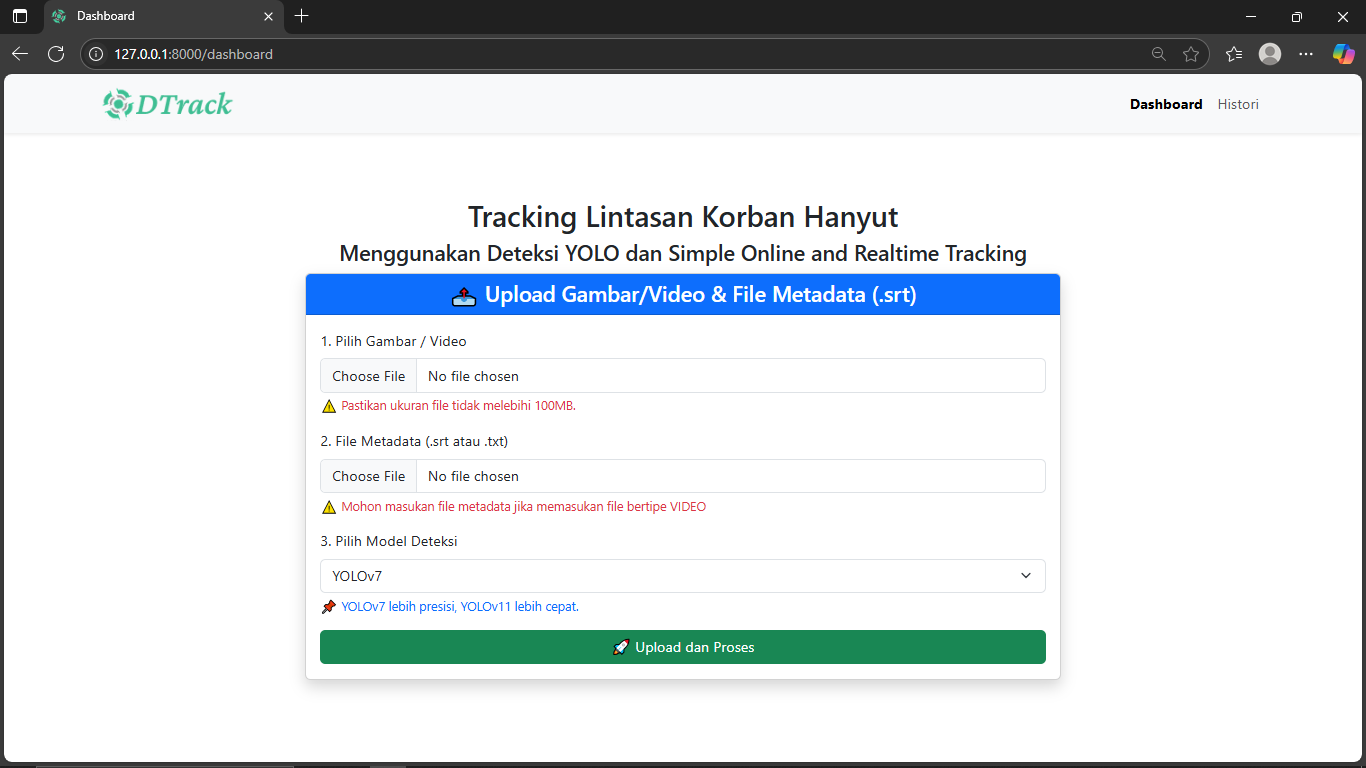 Dashboard
127.0.0.1:8000/dashboard
DTrack
Dashboard Histori
Tracking Lintasan Korban Hanyut
Menggunakan Deteksi YOLO dan Simple Online and Realtime Tracking
Upload Gambar/Video & File Metadata (.srt)
1. Pilih Gambar / Video
Choose File No file chosen
Pastikan ukuran file tidak melebihi 100MB.
2. File Metadata (.srt atau .txt)
Choose File No file chosen
Mohon masukan file metadata jika memasukan file bertipe VIDEO
3. Pilih Model Deteksi
YOLOv7
YOLOv7 lebih presisi, YOLOv11 lebih cepat.
Upload dan Proses